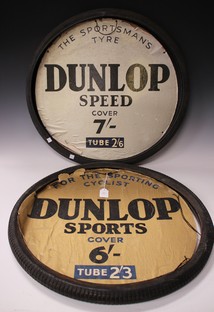 THE SPORTSMANS
TYRE
DUNLOP
SPEED
COVER
7/-
TUBE 2/6
FOR THE SPORTING
CYCLIST
DUNLOP
SPORTS
COVER
6/-
TUBE 2/3